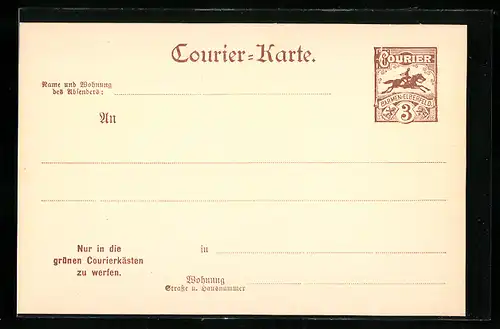 Courier-Karte.
COURIER
BARMEN-ELBERFELD
3
Name und Wohnung
des Absenders:
An
Nur in die
grünen Courierkästen
zu werfen.
in
Wohnung
Straße u. Hausnummer